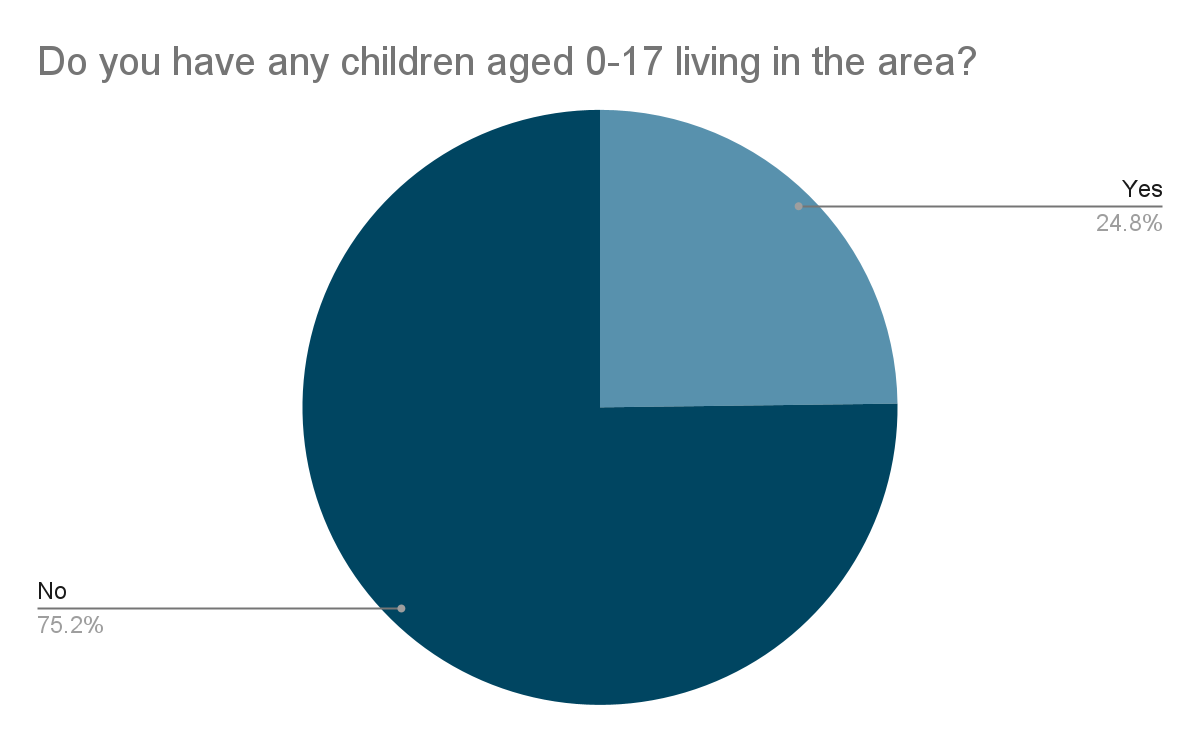 Do you have any children aged 0-17 living in the area?
Yes
24.8%
No
75.2%